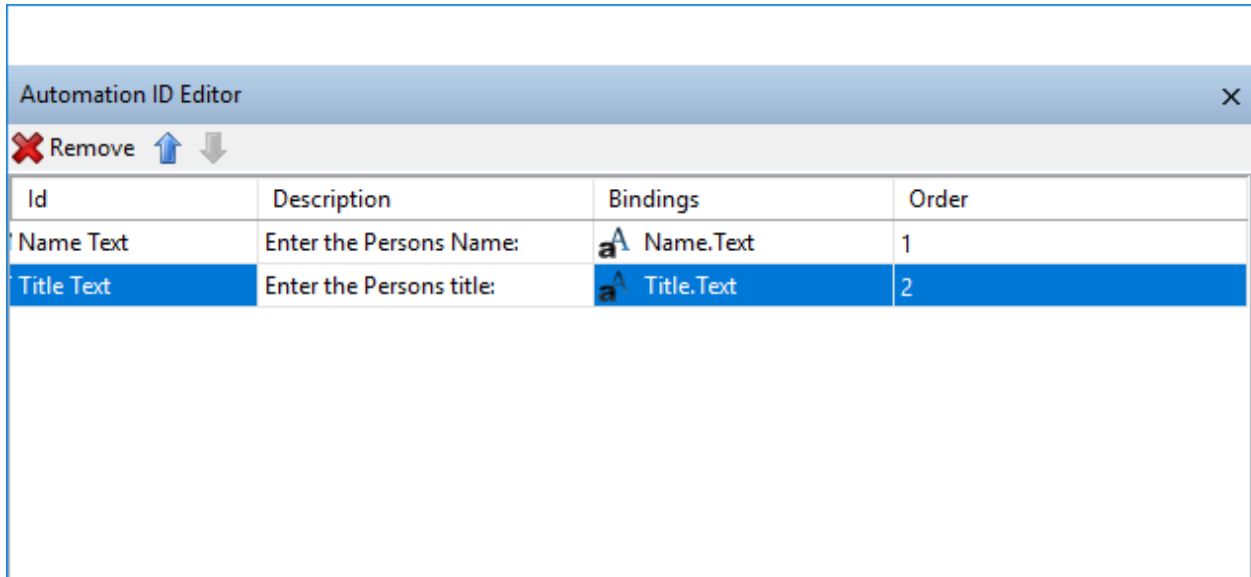 Automation ID Editor
Remove
Id Description Bindings Order
Name Text Enter the Persons Name: Name.Text 1
Title Text Enter the Persons title: Title.Text 2